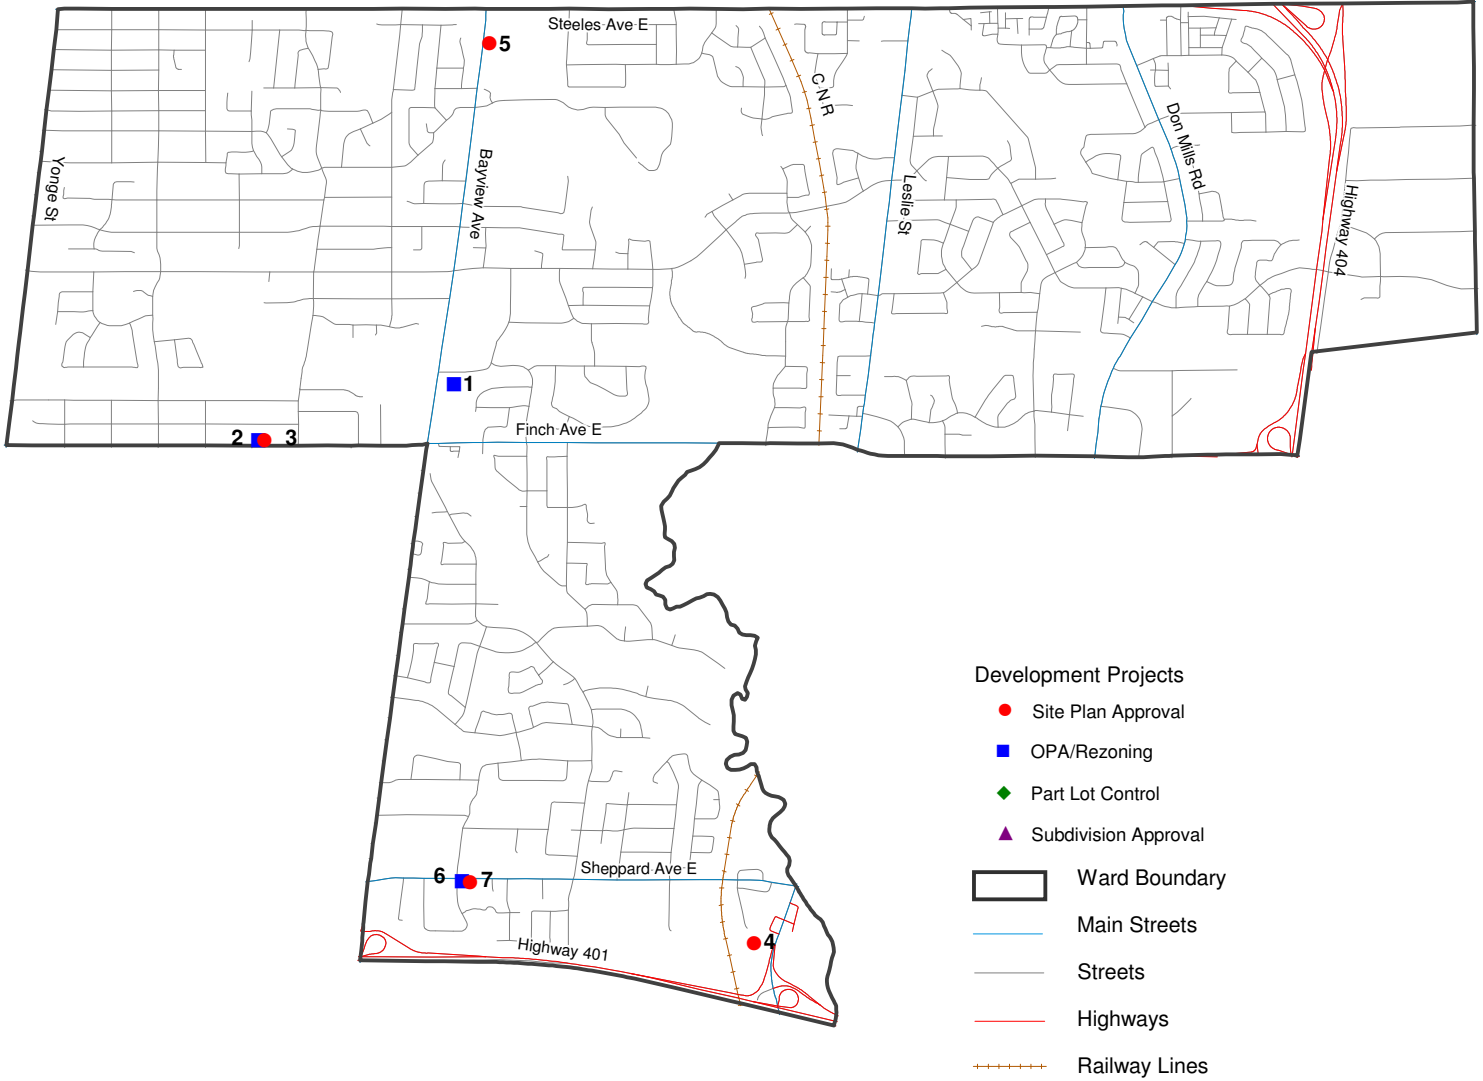 Steeles Ave E
5
C N R
Don Mills Rd
Yonge St
Bayview Ave
Leslie St
Highway 404
1
Finch Ave E
2 3
Development Projects
Site Plan Approval
OPA/Rezoning
Part Lot Control
Subdivision Approval
Ward Boundary
Main Streets
Streets
Highways
Railway Lines
Sheppard Ave E
6 7
4
Highway 401